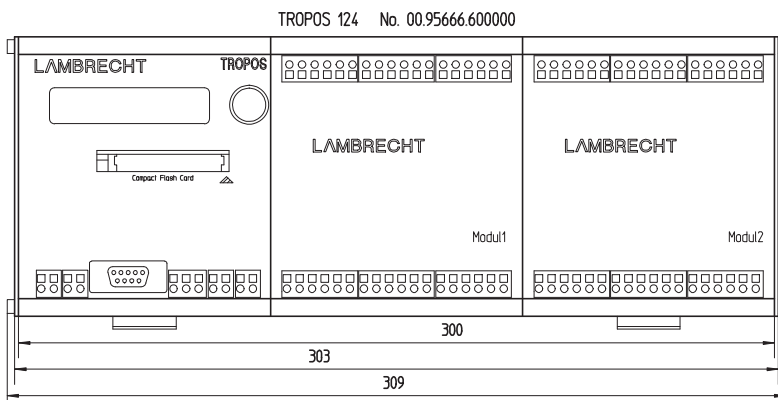 TROPOS 124 No. 00.95666.600000
LAMBRECHT TROPOS
LAMBRECHT
LAMBRECHT
Compact Flash Card
Modul1
Modul2
300
303
309